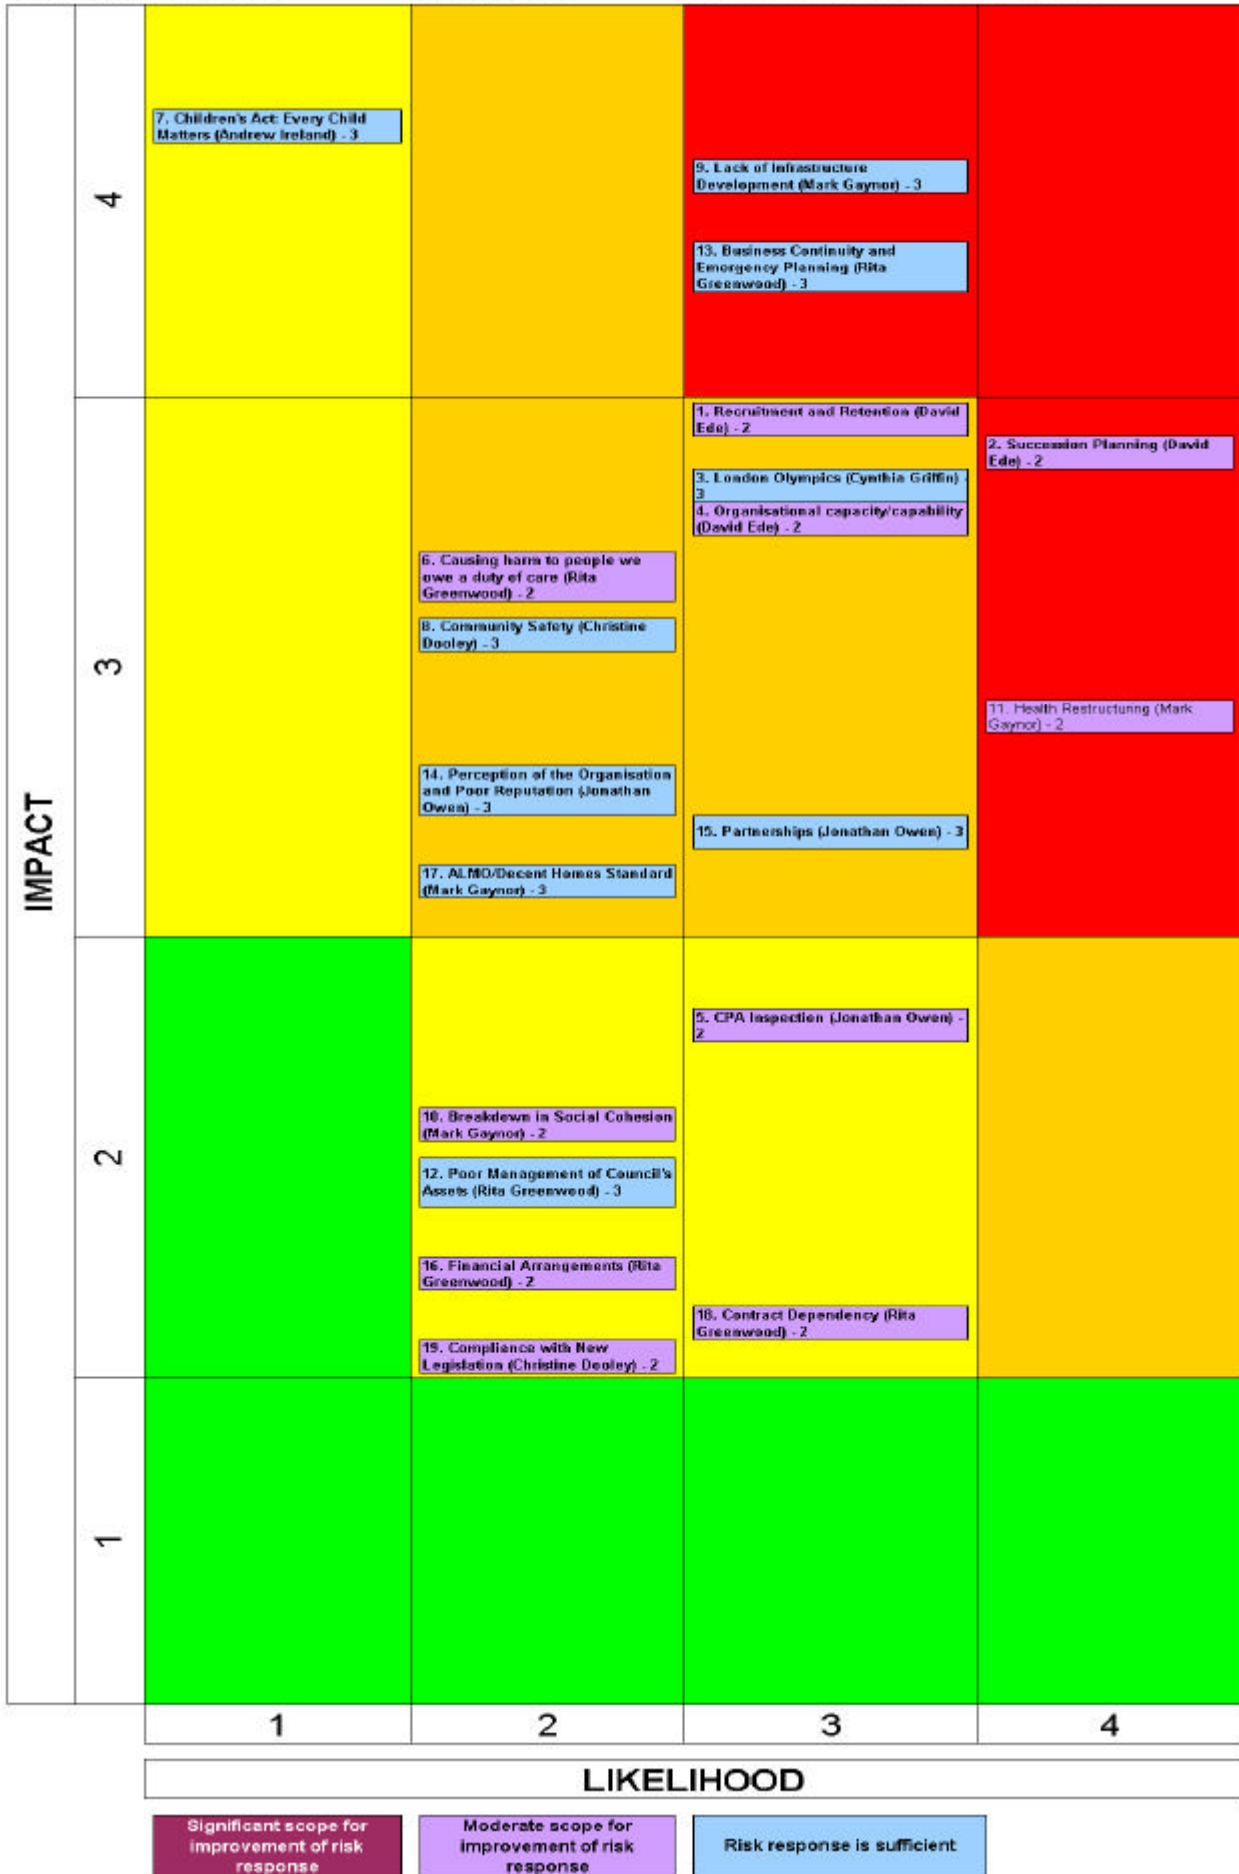 4
7. Children's Act: Every Child
Matters (Andrew Ireland) - 3
9. Lack of Infrastructure
Development (Mark Gaynor) - 3
13. Business Continuity and
Emergency Planning (Rita
Greenwood) - 3
IMPACT
3
1. Recruitment and Retention (David
Ede) - 2
2. Succession Planning (David
Ede) - 2
3. London Olympics (Cynthia Griffin) -
3
4. Organisational capacity/capability
(David Ede) - 2
6. Causing harm to people we
owe a duty of care (Rita
Greenwood) - 2
8. Community Safety (Christine
Dooley) - 3
11. Health Restructuring (Mark
Gaynor) - 2
14. Perception of the Organisation
and Poor Reputation (Jonathan
Owen) - 3
15. Partnerships (Jonathan Owen) - 3
17. ALMO/Decent Homes Standard
(Mark Gaynor) - 3
2
5. CPA Inspection (Jonathan Owen) -
2
10. Breakdown in Social Cohesion
(Mark Gaynor) - 2
12. Poor Management of Council's
Assets (Rita Greenwood) - 3
16. Financial Arrangements (Rita
Greenwood) - 2
18. Contract Dependency (Rita
Greenwood) - 2
19. Compliance with New
Legislation (Christine Dooley) - 2
1
1
2
3
4
LIKELIHOOD
Significant scope for
improvement of risk
response
Moderate scope for
improvement of risk
response
Risk response is sufficient